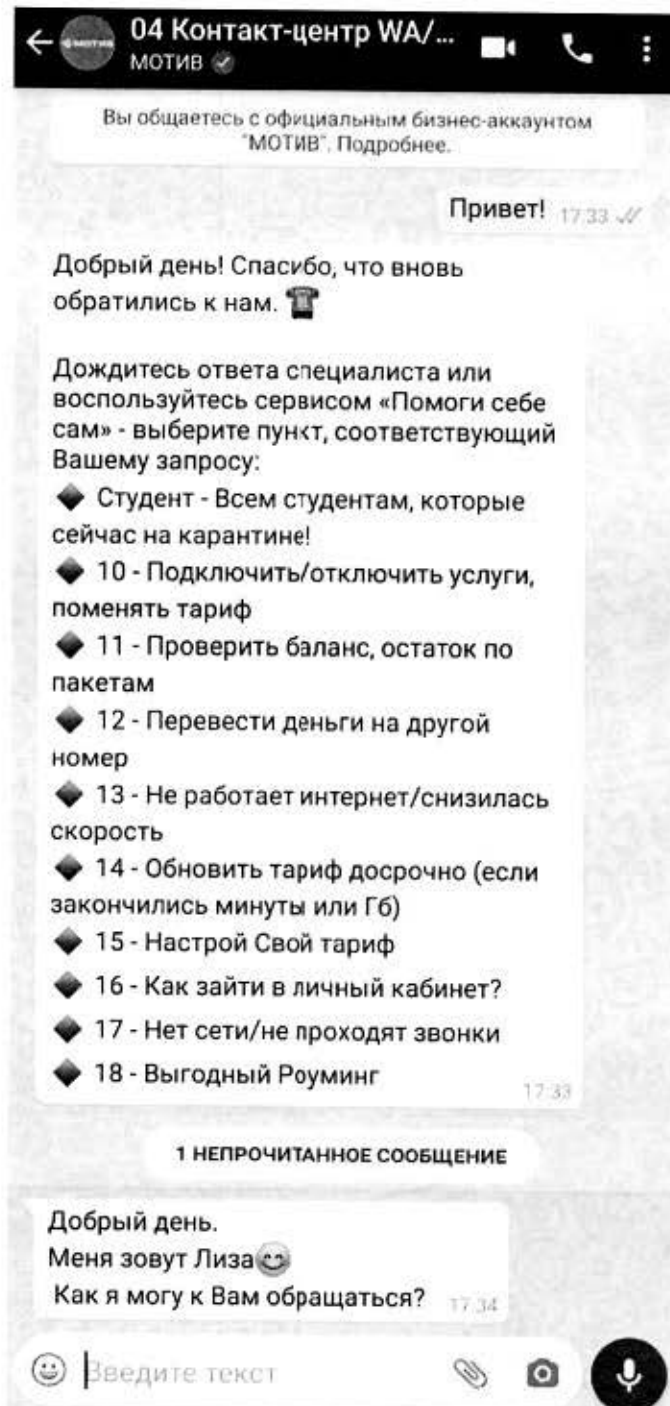 04 Контакт-центр WA/...
МОТИВ
Вы общаетесь с официальным бизнес-аккаунтом
"МОТИВ". Подробнее.
Привет! 17:33
Добрый день! Спасибо, что вновь
обратились к нам.
Дождитесь ответа специалиста или
воспользуйтесь сервисом «Помоги себе
сам» - выберите пункт, соответствующий
Вашему запросу:
Студент - Всем студентам, которые
сейчас на карантине!
10 - Подключить/отключить услуги,
поменять тариф
11 - Проверить баланс, остаток по
пакетам
12 - Перевести деньги на другой
номер
13 - Не работает интернет/снизилась
скорость
14 - Обновить тариф досрочно (если
закончились минуты или Гб)
15 - Настрой Свой тариф
16 - Как зайти в личный кабинет?
17 - Нет сети/не проходят звонки
18 - Выгодный Роуминг
17:33
1 НЕПРОЧИТАННОЕ СООБЩЕНИЕ
Добрый день.
Меня зовут Лиза
Как я могу к Вам обращаться? 17:34
Введите текст